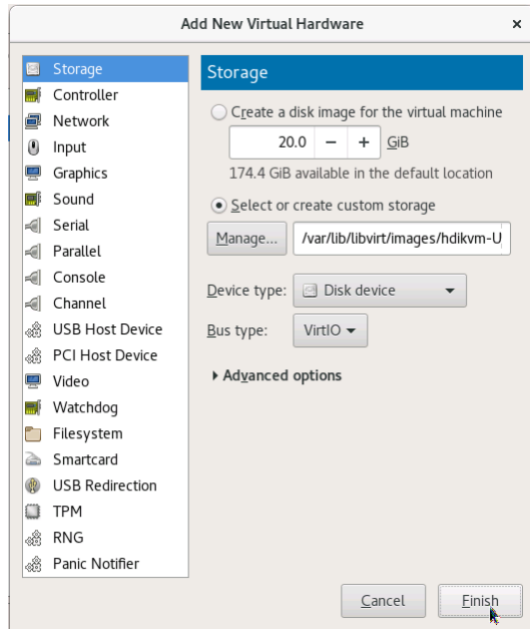 Add New Virtual Hardware
×
Storage
Controller
Network
Input
Graphics
Sound
Serial
Parallel
Console
Channel
USB Host Device
PCI Host Device
Video
Watchdog
Filesystem
Smartcard
USB Redirection
TPM
RNG
Panic Notifier
Storage
Create a disk image for the virtual machine
20.0 − + GiB
174.4 GiB available in the default location
Select or create custom storage
Manage... /var/lib/libvirt/images/hdikvm-U
Device type: Disk device
Bus type: VirtIO
Advanced options
Cancel Finish